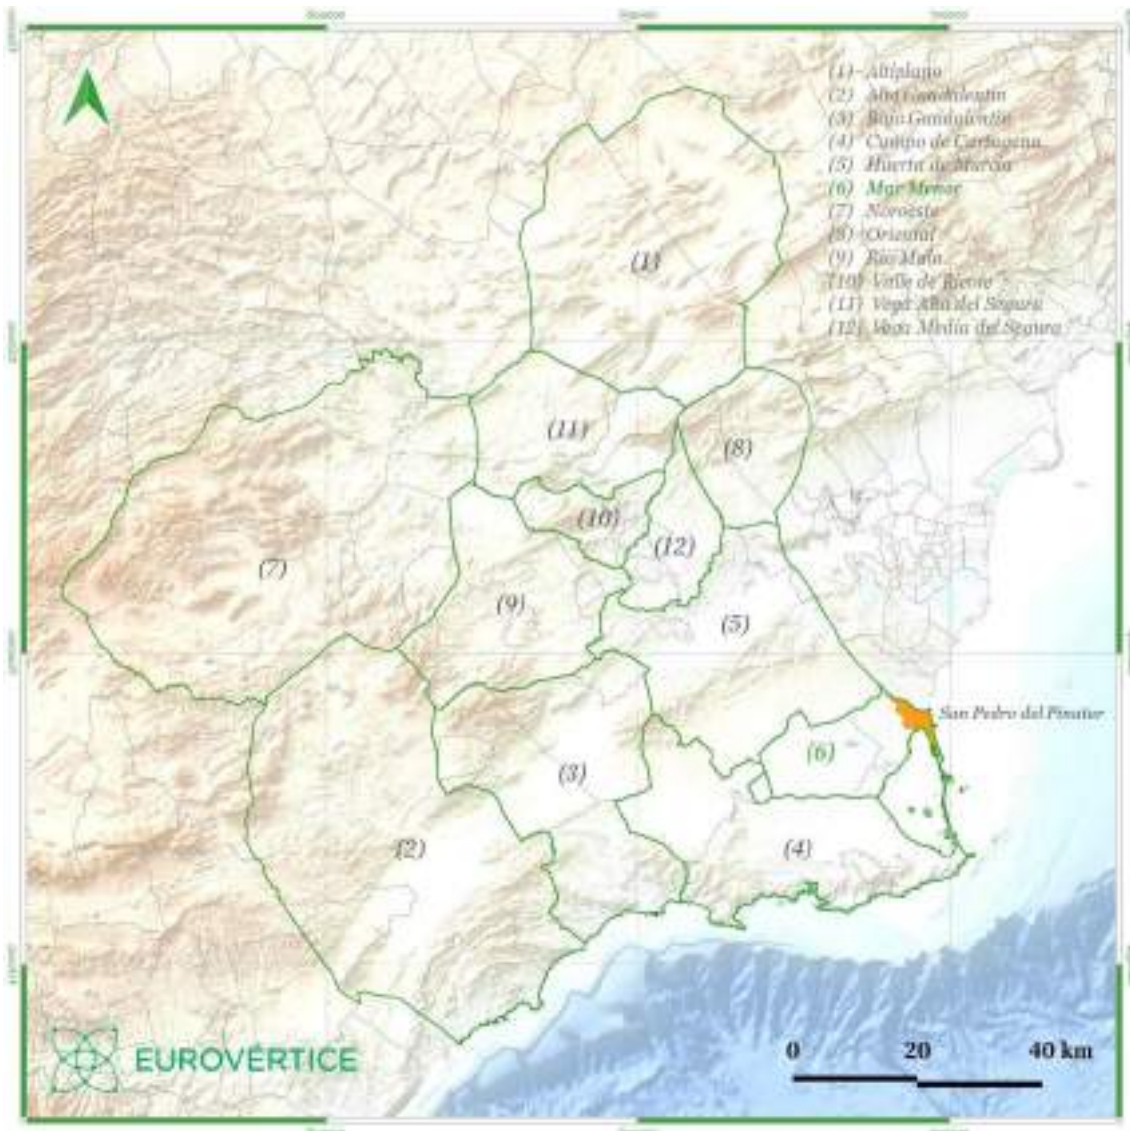 (1) Altiplano
(2) Alto Guadalentín
(3) Bajo Guadalentín
(4) Campo de Cartagena
(5) Huerta de Murcia
(6) Mar Menor
(7) Noroeste
(8) Oriental
(9) Río Mula
(10) Valle de Ricote
(11) Vega Alta del Segura
(12) Vega Media del Segura
(1)
(11)
(8)
(10)
(12)
(7)
(9)
(5)
San Pedro del Pinatar
(6)
(3)
(2)
(4)
EUROVÉRTICE
0 20 40 km